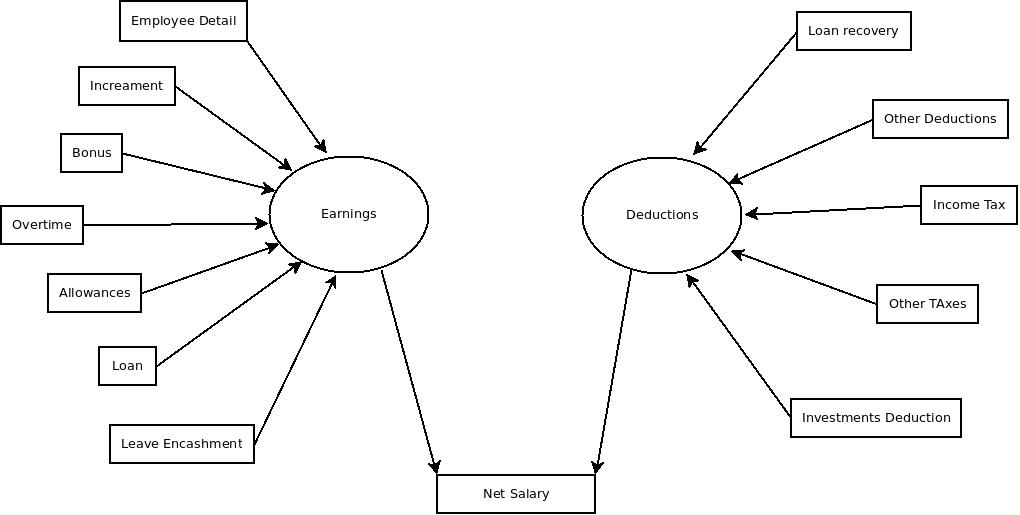 Employee Detail
Loan recovery
Increament
Other Deductions
Bonus
Income Tax
Overtime
Earnings
Deductions
Allowances
Other TAxes
Loan
Investments Deduction
Leave Encashment
Net Salary